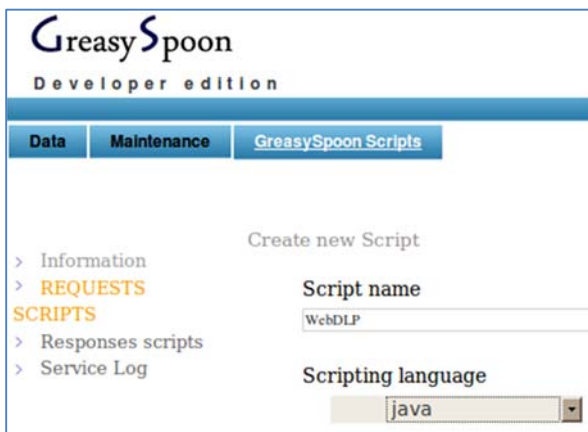 GreasySpoon
Developer edition
Data Maintenance GreasySpoon Scripts
Create new Script
> Information
> REQUESTS
SCRIPTS
> Responses scripts
> Service Log
Script name
WebDLP
Scripting language
java